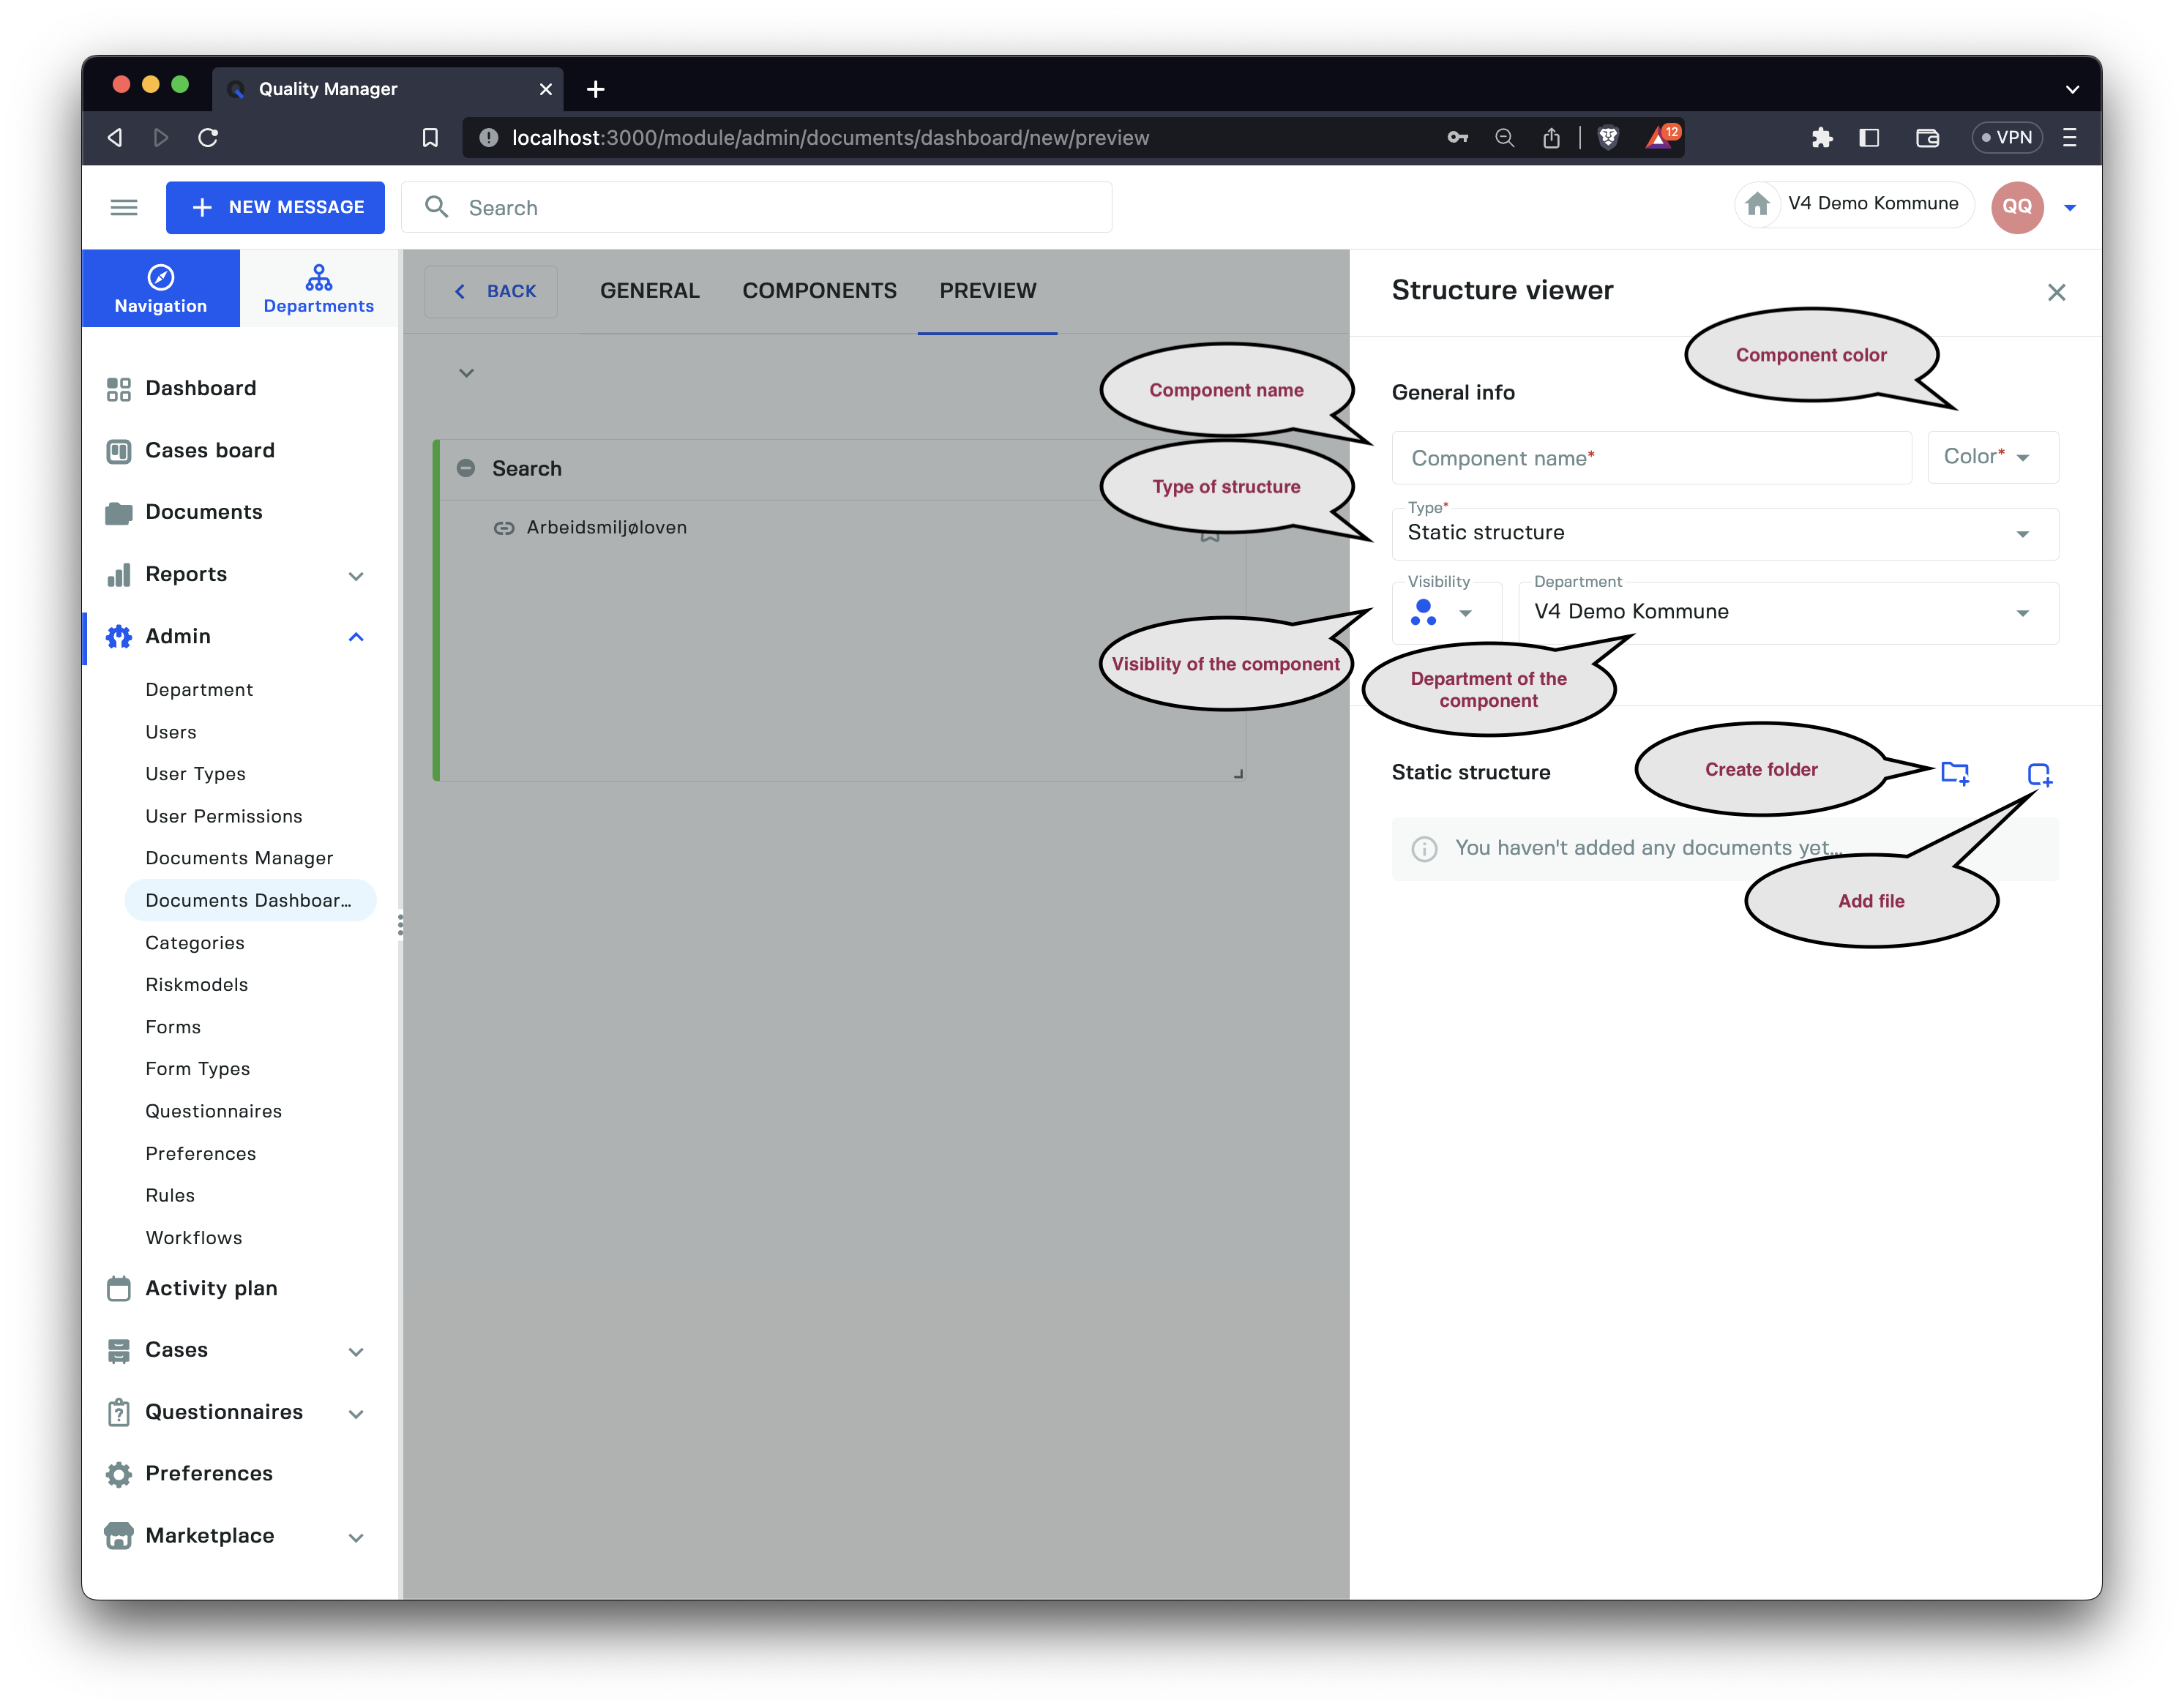 Quality Manager
localhost:3000/module/admin/documents/dashboard/new/preview
12
VPN
NEW MESSAGE
Search
V4 Demo Kommune
QQ
Navigation
Departments
Dashboard
Cases board
Documents
Reports
Admin
Department
Users
User Types
User Permissions
Documents Manager
Documents Dashboar...
Categories
Riskmodels
Forms
Form Types
Questionnaires
Preferences
Rules
Workflows
Activity plan
Cases
Questionnaires
Preferences
Marketplace
BACK
GENERAL
COMPONENTS
PREVIEW
Search
Arbeidsmiljøloven
Structure viewer
Component color
General info
Component name
Component name*
Color*
Type of structure
Type*
Static structure
Visibility
Department
V4 Demo Kommune
Visiblity of the component
Department of the
component
Static structure
Create folder
You haven't added any documents yet...
Add file